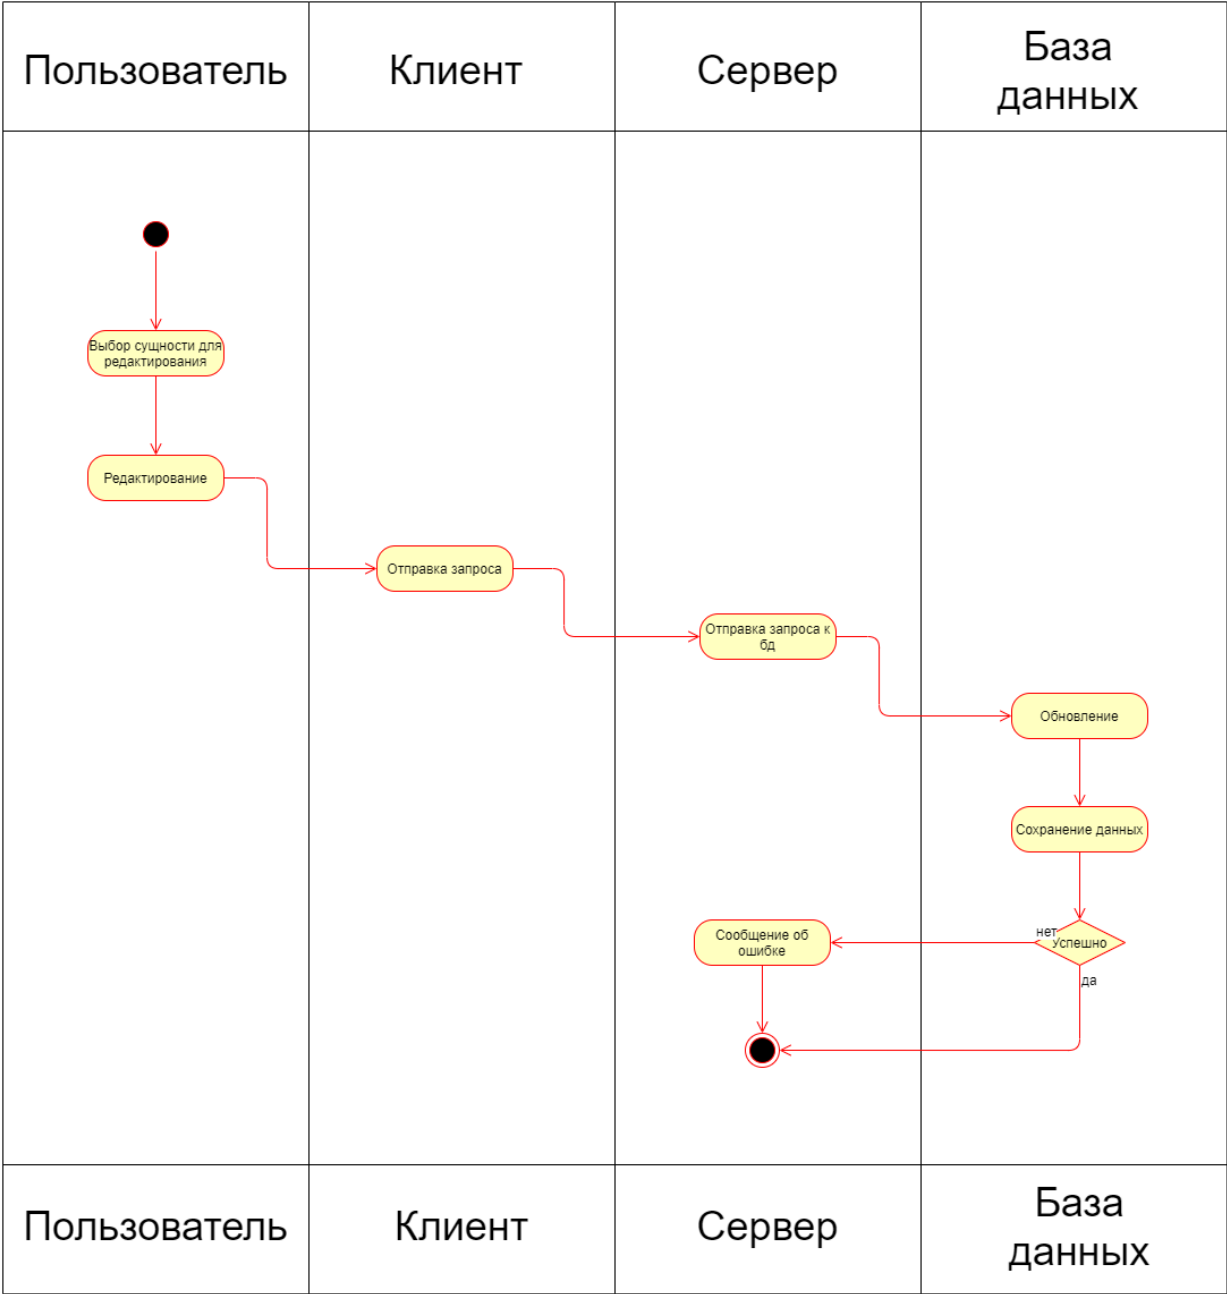 Пользователь
Клиент
Сервер
База
данных
Выбор сущности для
редактирования
Редактирование
Отправка запроса
Отправка запроса к
бд
Обновление
Сохранение данных
Сообщение об
ошибке
нет
Успешно
да
Пользователь
Клиент
Сервер
База
данных